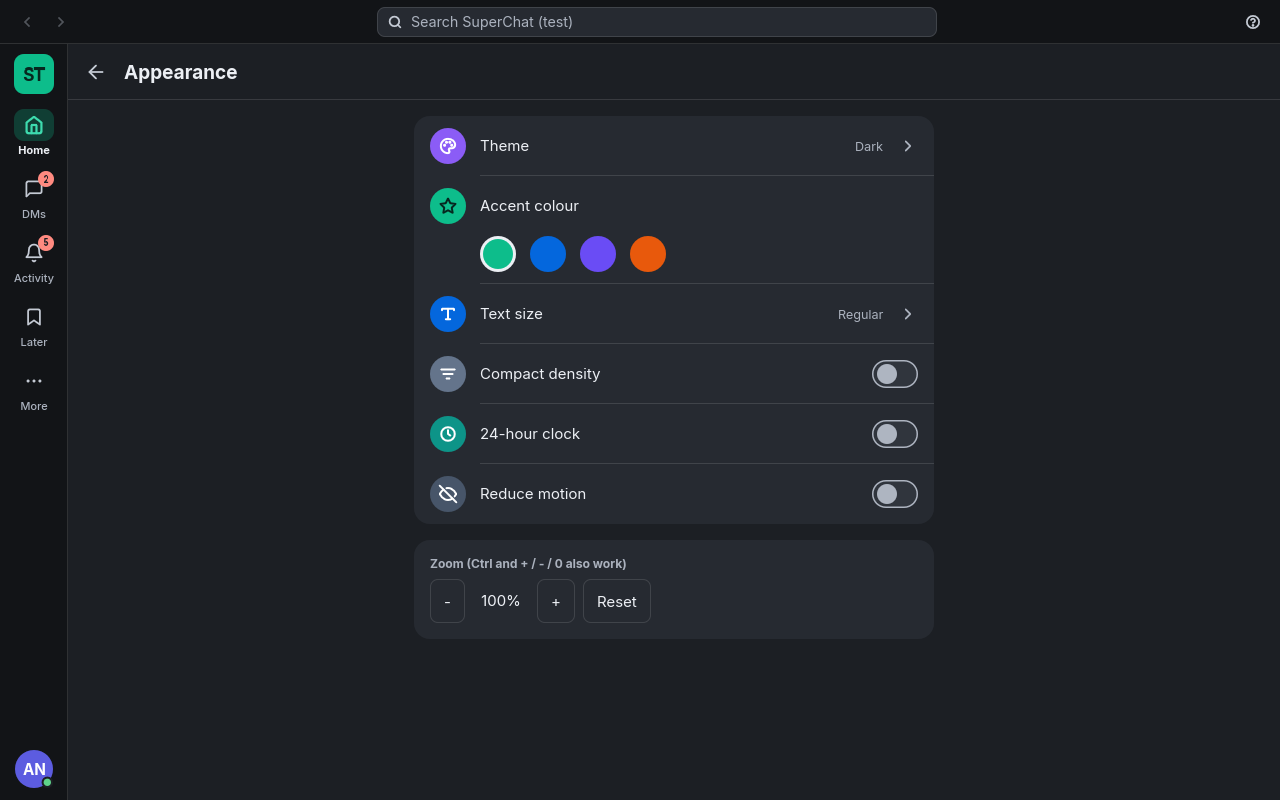 Search SuperChat (test)
ST
Home
2
DMs
5
Activity
Later
More
AN
Appearance
Theme
Dark
Accent colour
Text size
Regular
Compact density
24-hour clock
Reduce motion
Zoom (Ctrl and + / - / 0 also work)
- 100% + Reset